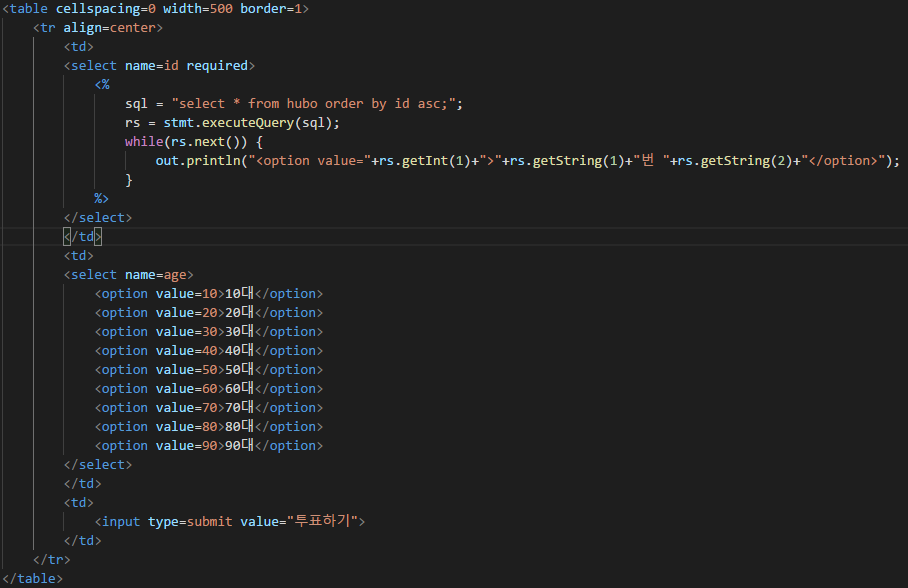 <table cellspacing=0 width=500 border=1>
<tr align=center>
<td>
<select name=id required>
<%
sql = "select * from hubo order by id asc;";
rs = stmt.executeQuery(sql);
while(rs.next()) {
out.println("<option value="+rs.getInt(1)+">"+rs.getString(1)+"번 "+rs.getString(2)+"</option>");
}
%>
</select>
</td>
<td>
<select name=age>
<option value=10>10대</option>
<option value=20>20대</option>
<option value=30>30대</option>
<option value=40>40대</option>
<option value=50>50대</option>
<option value=60>60대</option>
<option value=70>70대</option>
<option value=80>80대</option>
<option value=90>90대</option>
</select>
</td>
<td>
<input type=submit value="투표하기">
</td>
</tr>
</table>